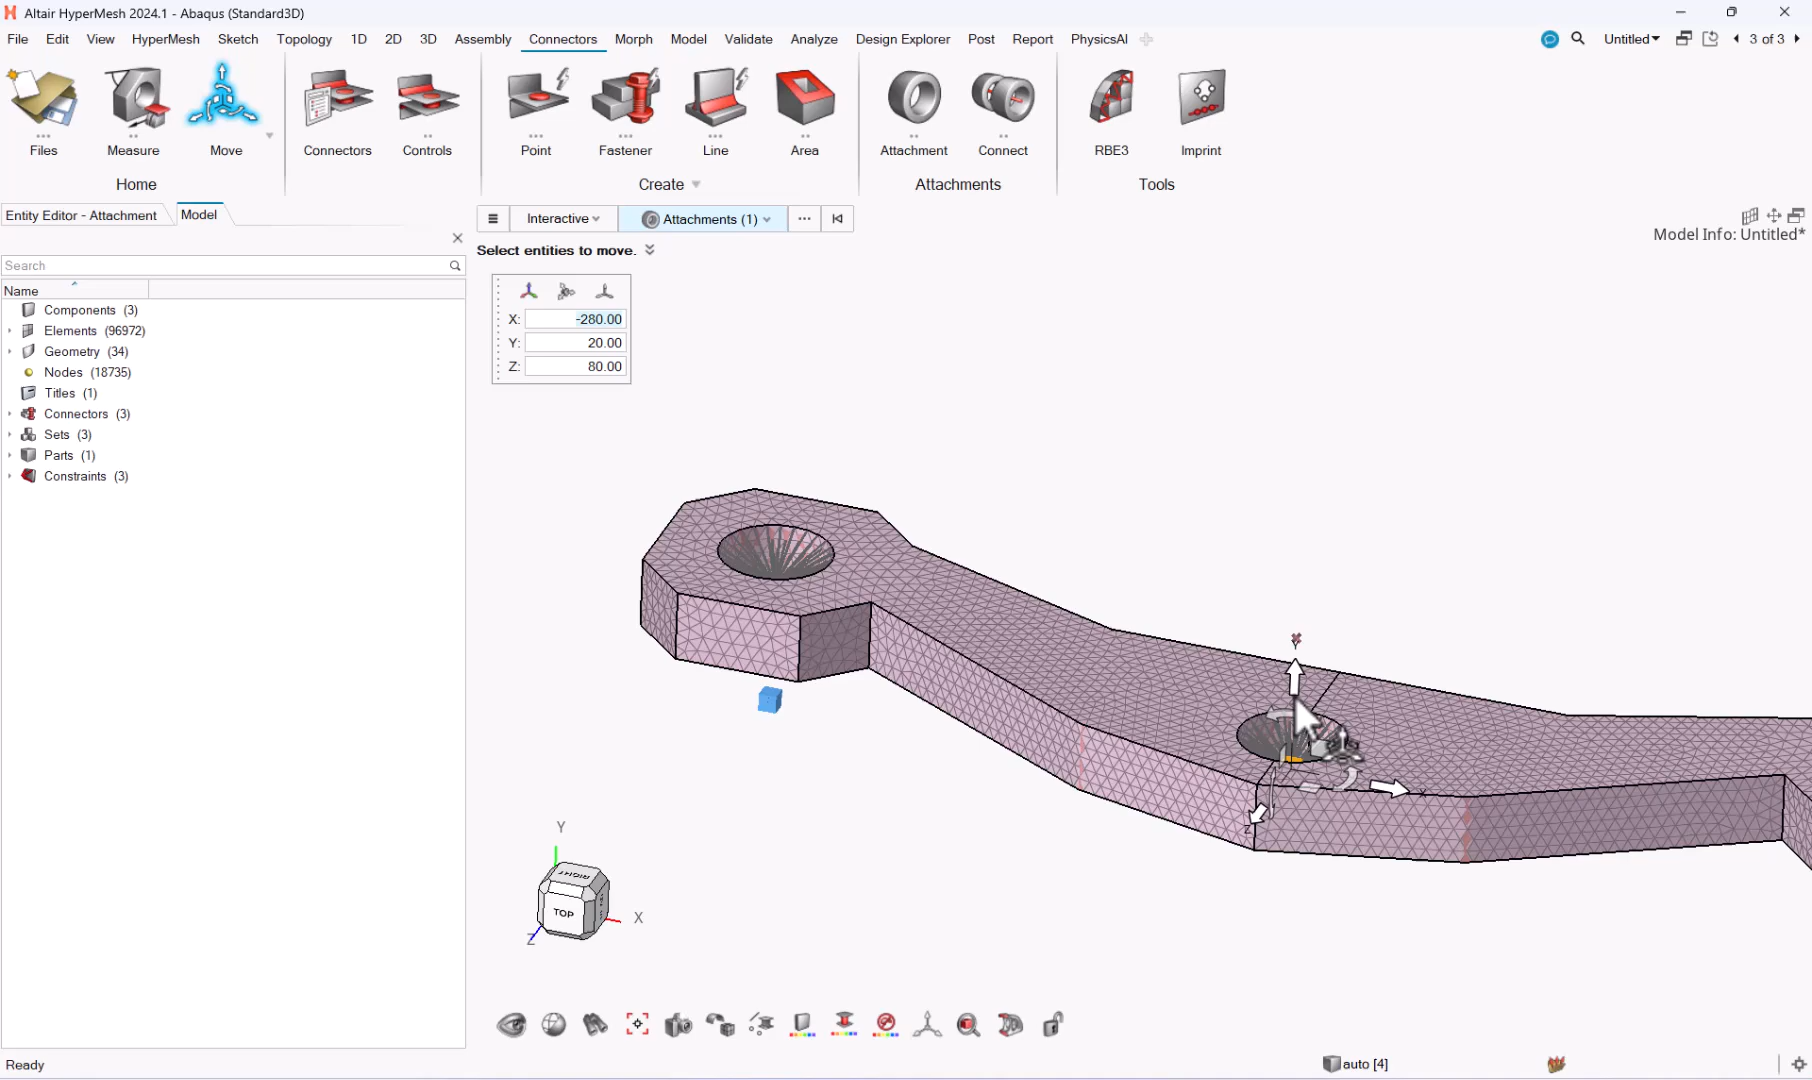 Altair HyperMesh 2024.1 - Abaqus (Standard3D)
File Edit View HyperMesh Sketch Topology 1D 2D 3D Assembly Connectors Morph Model Validate Analyze Design Explorer Post Report PhysicsAI Untitled 3 of 3
Files Measure Move Connectors Controls Point Fastener Line Area Attachment Connect RBE3 Imprint
Home Create Attachments Tools
Entity Editor - Attachment Model
Interactive Attachments (1)
Model Info: Untitled*
Select entities to move.
Search
Name
Components (3)
Elements (96972)
Geometry (34)
Nodes (18735)
Titles (1)
Connectors (3)
Sets (3)
Parts (1)
Constraints (3)
X: -280.00
Y: 20.00
Z: 80.00
X
Z
Y
RIGHT
TOP
X
Z
Ready
auto [4]